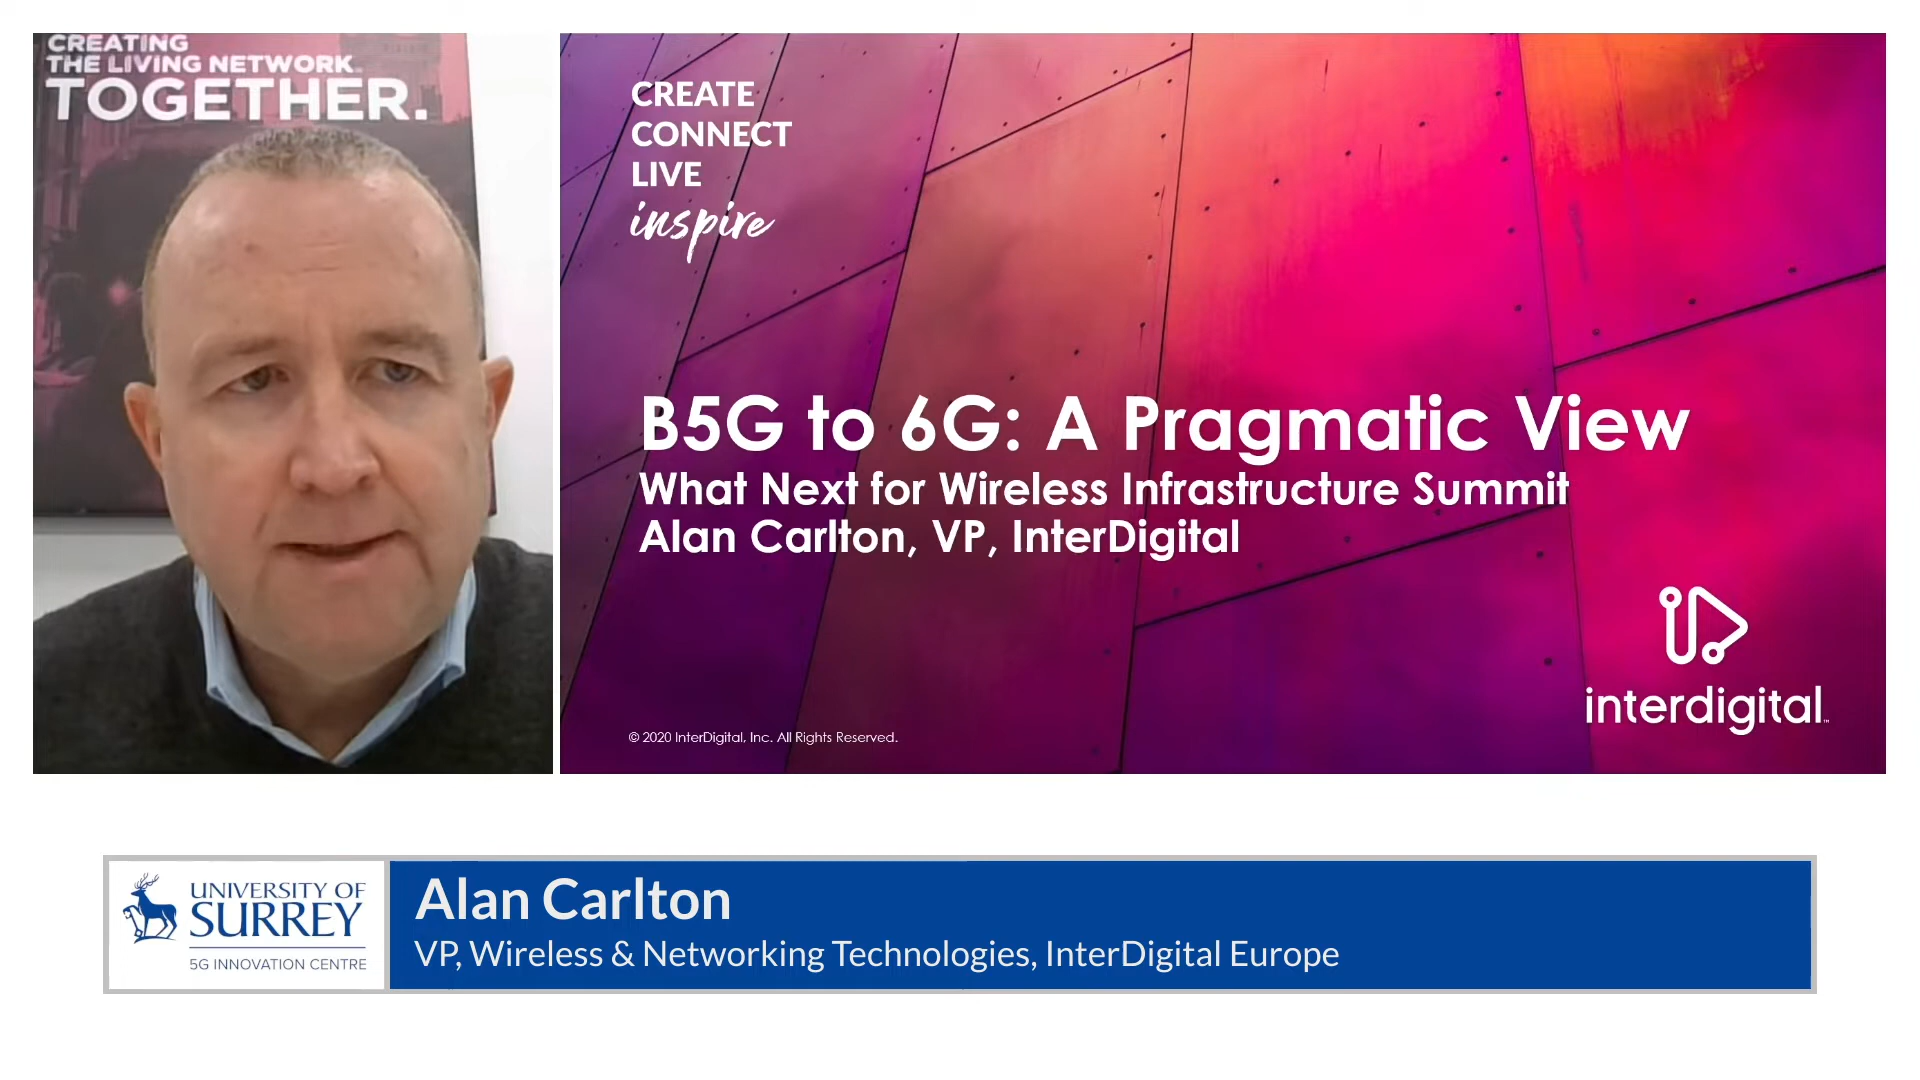 CREATING
THE LIVING NETWORK
TOGETHER.
CREATE
CONNECT
LIVE
inspire
B5G to 6G: A Pragmatic View
What Next for Wireless Infrastructure Summit
Alan Carlton, VP, InterDigital
interdigital™
© 2020 InterDigital, Inc. All Rights Reserved.
UNIVERSITY OF
SURREY
5G INNOVATION CENTRE
Alan Carlton
VP, Wireless & Networking Technologies, InterDigital Europe